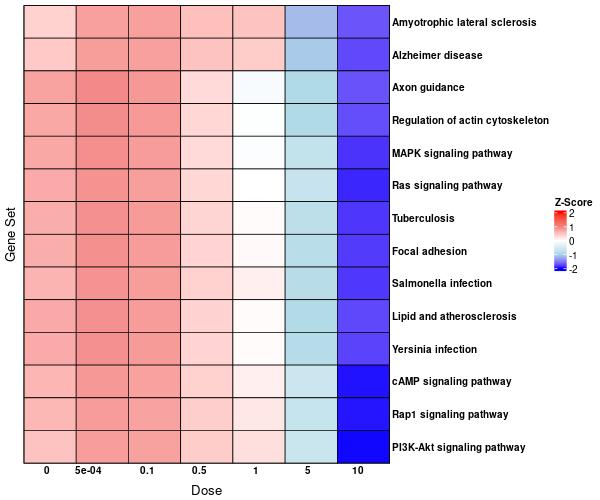 Amyotrophic lateral sclerosis
Alzheimer disease
Axon guidance
Regulation of actin cytoskeleton
MAPK signaling pathway
Ras signaling pathway
Tuberculosis
Focal adhesion
Salmonella infection
Lipid and atherosclerosis
Yersinia infection
cAMP signaling pathway
Rap1 signaling pathway
PI3K-Akt signaling pathway
Gene Set
0 5e-04 0.1 0.5 1 5 10
Dose
Z-Score
2
1
0
-1
-2